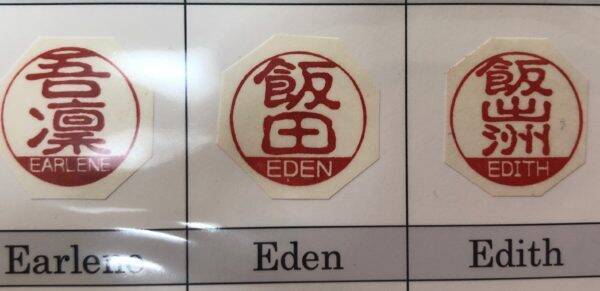 吾凛
EARLENE
飯田
EDEN
飯出洲
EDITH
Earlene
Eden
Edith